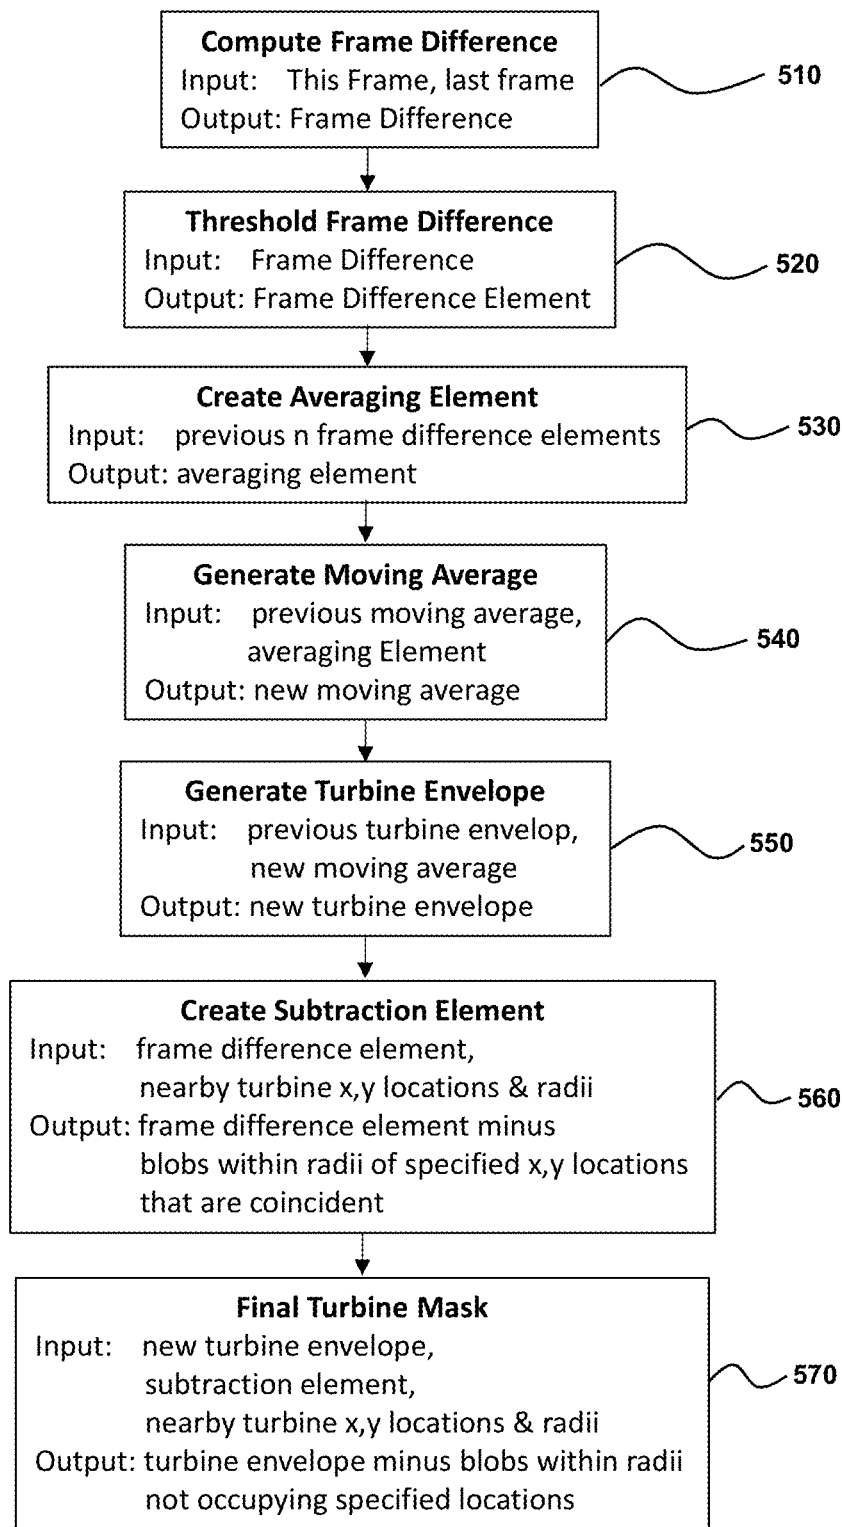 Compute Frame Difference
Input: This Frame, last frame
Output: Frame Difference
510
Threshold Frame Difference
Input: Frame Difference
Output: Frame Difference Element
520
Create Averaging Element
Input: previous n frame difference elements
Output: averaging element
530
Generate Moving Average
Input: previous moving average,
averaging Element
Output: new moving average
540
Generate Turbine Envelope
Input: previous turbine envelop,
new moving average
Output: new turbine envelope
550
Create Subtraction Element
Input: frame difference element,
nearby turbine x,y locations & radii
Output: frame difference element minus
blobs within radii of specified x,y locations
that are coincident
560
Final Turbine Mask
Input: new turbine envelope,
subtraction element,
nearby turbine x,y locations & radii
Output: turbine envelope minus blobs within radii
not occupying specified locations
570